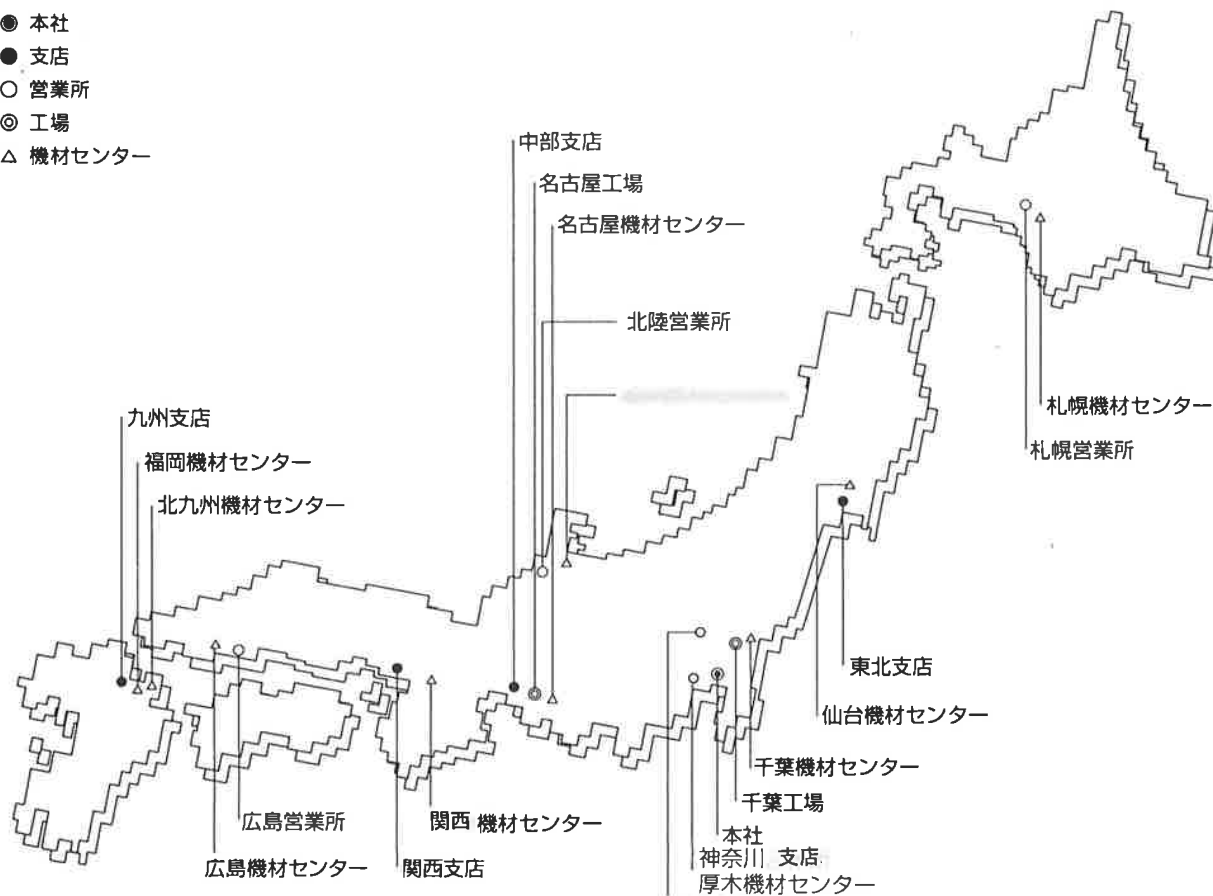 本社
支店
営業所
工場
機材センター
中部支店
名古屋工場
名古屋機材センター
北陸営業所
札幌機材センター
札幌営業所
九州支店
福岡機材センター
北九州機材センター
東北支店
仙台機材センター
千葉機材センター
千葉工場
本社
神奈川 支店
厚木機材センター
広島営業所
広島機材センター
関西 機材センター
関西支店